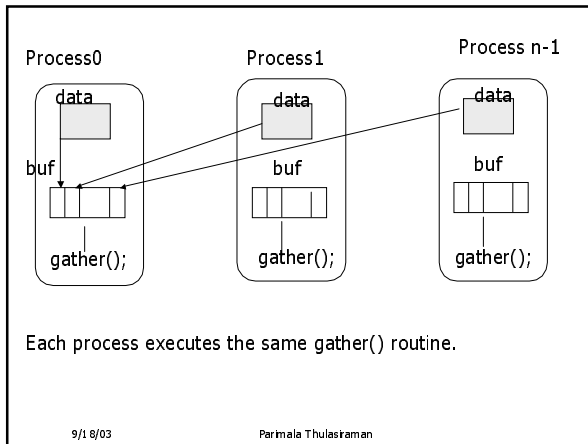 Process0
Process1
Process n-1
data
data
data
buf
buf
buf
gather();
gather();
gather();
Each process executes the same gather() routine.
9/18/03
Parimala Thulasiraman